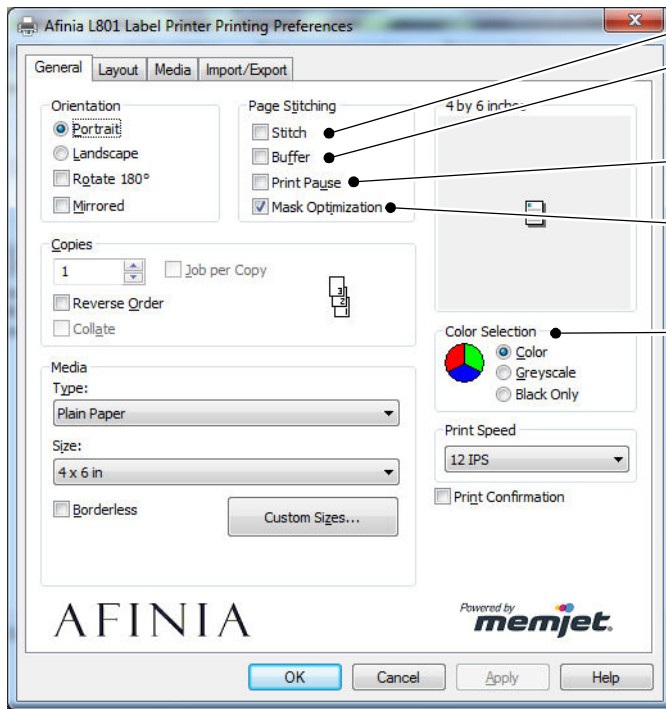 Afinia L801 Label Printer Printing Preferences
General Layout Media Import/Export
Orientation
Portrait
Landscape
Rotate 180°
Mirrored
Page Stitching
Stitch
Buffer
Print Pause
Mask Optimization
4 by 6 inches
Copies
1
Job per Copy
Reverse Order
Collate
3
2
1
Color Selection
Color
Greyscale
Black Only
Media
Type:
Plain Paper
Size:
4 x 6 in
Borderless
Custom Sizes...
Print Speed
12 IPS
Print Confirmation
AFINIA
Powered by
memjet.
OK Cancel Apply Help